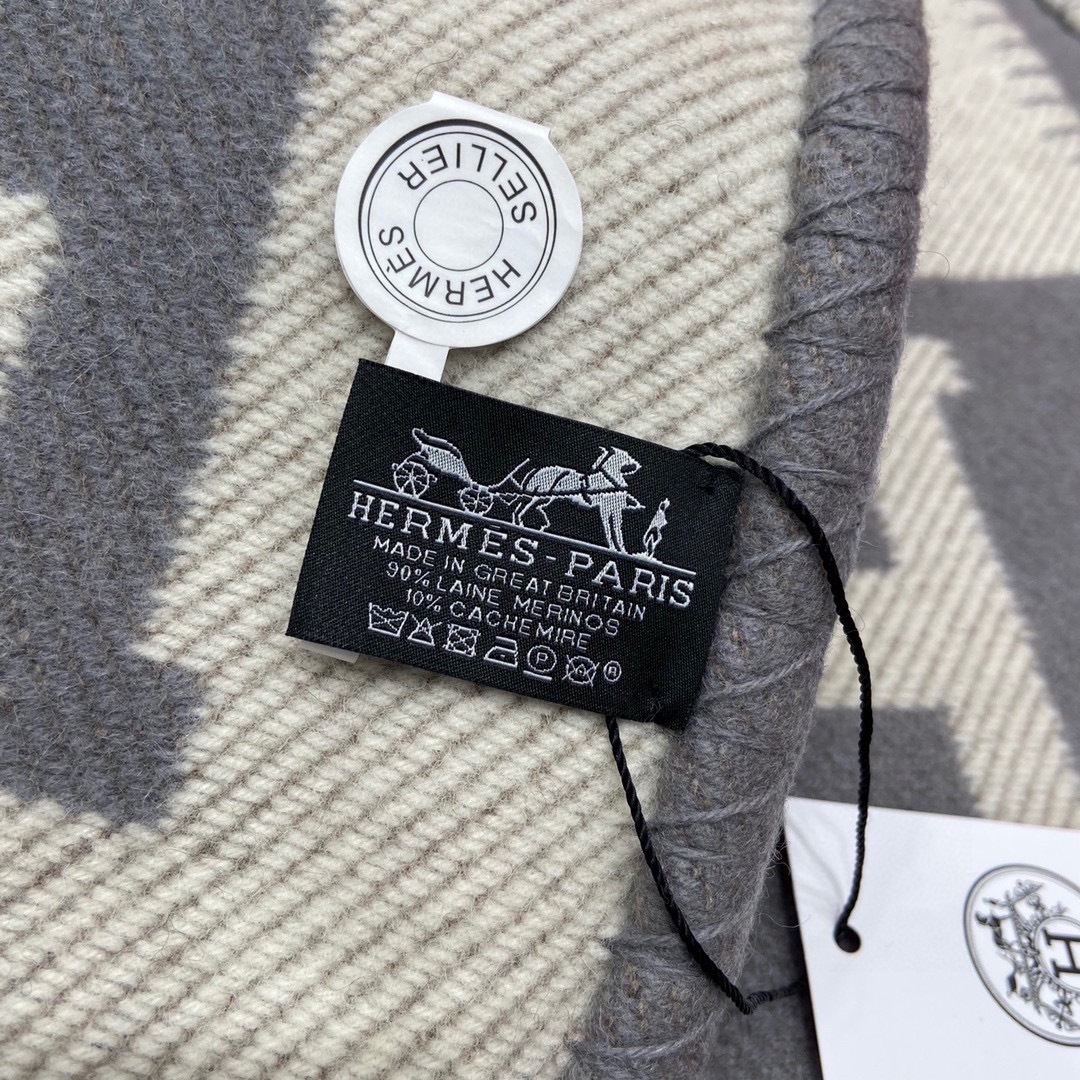 HERMÈS SELLIER
HERMÈS-PARIS
MADE IN GREAT BRITAIN
90% LAINE MERINOS
10% CACHEMIRE
P
®
H